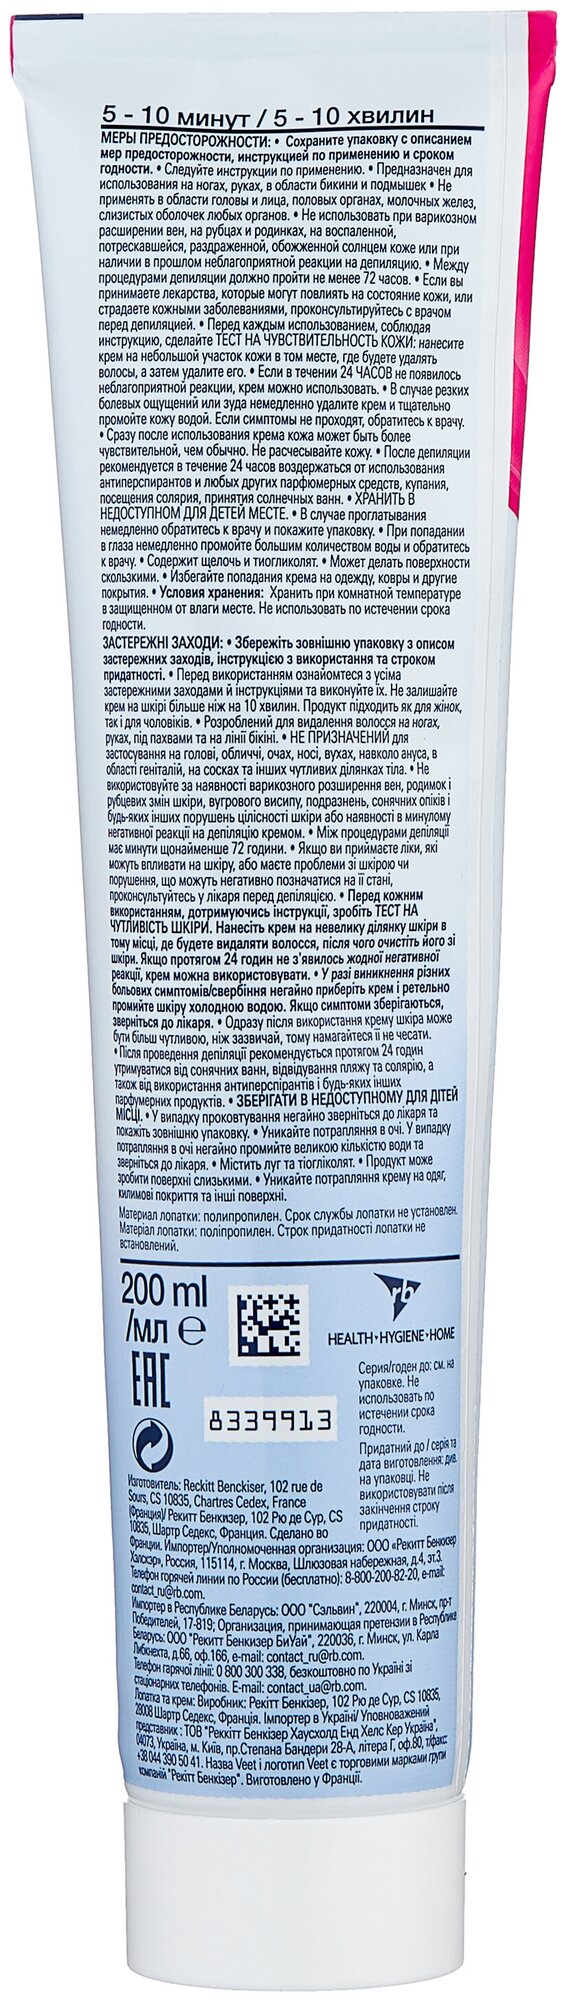 5 - 10 минут / 5 - 10 хвилин
МЕРЫ ПРЕДОСТОРОЖНОСТИ: • Сохраните упаковку с описанием
мер предосторожности, инструкцией по применению и сроком
годности. • Следуйте инструкции по применению. • Предназначен для
использования на ногах, руках, в области бикини и подмышек • Не
применять в области головы и лица, половых органах, молочных желез,
слизистых оболочек любых органов. • Не использовать при варикозном
расширении вен, на рубцах и родинках, на воспаленной,
потрескавшейся, раздраженной, обожженной солнцем коже или при
наличии в прошлом неблагоприятной реакции на депиляцию. • Между
процедурами депиляции должно пройти не менее 72 часов. • Если вы
принимаете лекарства, которые могут повлиять на состояние кожи, или
страдаете кожными заболеваниями, проконсультируйтесь с врачом
перед депиляцией. • Перед каждым использованием, соблюдая
инструкцию, сделайте ТЕСТ НА ЧУВСТВИТЕЛЬНОСТЬ КОЖИ: нанесите
крем на небольшой участок кожи в том месте, где будете удалять
волосы, а затем удалите его. • Если в течении 24 ЧАСОВ не появилось
неблагоприятной реакции, крем можно использовать. • В случае резких
болевых ощущений или зуда немедленно удалите крем и тщательно
промойте кожу водой. Если симптомы не проходят, обратитесь к врачу.
• Сразу после использования крема кожа может быть более
чувствительной, чем обычно. Не расчесывайте кожу. • После депиляции
рекомендуется в течение 24 часов воздержаться от использования
антиперспирантов и любых других парфюмерных средств, купания,
посещения солярия, принятия солнечных ванн. • ХРАНИТЬ В
НЕДОСТУПНОМ ДЛЯ ДЕТЕЙ МЕСТЕ. • В случае проглатывания
немедленно обратитесь к врачу и покажите упаковку. • При попадании
в глаза немедленно промойте большим количеством воды и обратитесь
к врачу. • Содержит щелочь и тиогликолят. • Может делать поверхности
скользкими. • Избегайте попадания крема на одежду, ковры и другие
покрытия. • Условия хранения: Хранить при комнатной температуре
в защищенном от влаги месте. Не использовать по истечении срока
годности.
ЗАСТЕРЕЖНІ ЗАХОДИ: • Збережіть зовнішню упаковку з описом
застережних заходів, інструкцією з використання та строком
придатності. • Перед використанням ознайомтеся з усіма
застережними заходами й інструкціями та виконуйте їх. Не залишайте
крем на шкірі більше ніж на 10 хвилин. Продукт підходить як для жінок,
так і для чоловіків. • Розроблений для видалення волосся на ногах,
руках, під пахвами та на лінії бікіні. • НЕ ПРИЗНАЧЕНИЙ для
застосування на голові, обличчі, очах, носі, вухах, навколо ануса, в
області геніталій, на сосках та інших чутливих ділянках тіла. • Не
використовуйте за наявності варикозного розширення вен, родимок і
рубцевих змін шкіри, вугрового висипу, подразнень, сонячних опіків і
будь-яких інших порушень цілісності шкіри або наявності в минулому
негативної реакції на депіляцію кремом. • Між процедурами депіляції
має минути щонайменше 72 години. • Якщо ви приймаєте ліки, які
можуть впливати на шкіру, або маєте проблеми зі шкірою чи
порушення, що можуть негативно позначатися на її стані,
проконсультуйтесь у лікаря перед депіляцією. • Перед кожним
використанням, дотримуючись інструкції, зробіть ТЕСТ НА
ЧУТЛИВІСТЬ ШКІРИ. Нанесіть крем на невелику ділянку шкіри в
тому місці, де будете видаляти волосся, після чого очистіть його зі
шкіри. Якщо протягом 24 годин не з'явилось жодної негативної
реакції, крем можна використовувати. • У разі виникнення різних
больових симптомів/свербіння негайно приберіть крем і ретельно
промийте шкіру холодною водою. Якщо симптоми зберігаються,
зверніться до лікаря. • Одразу після використання крему шкіра може
бути більш чутливою, ніж зазвичай, тому намагайтеся її не чесати.
• Після проведення депіляції рекомендується протягом 24 годин
утриматися від сонячних ванн, відвідування пляжу та солярію, а
також від використання антиперспірантів і будь-яких інших
парфумерних продуктів. • ЗБЕРІГАТИ В НЕДОСТУПНОМУ ДЛЯ ДІТЕЙ
МІСЦІ. • У випадку проковтування негайно зверніться до лікаря та
покажіть зовнішню упаковку. • Уникайте потрапляння в очі. У випадку
потрапляння в очі негайно промийте великою кількістю води та
зверніться до лікаря. • Містить луг та тіогліколят. • Продукт може
зробити поверхні слизькими. • Уникайте потрапляння крему на одяг,
килимові покриття та інші поверхні.
Материал лопатки: полипропилен. Срок службы лопатки не установлен.
Матеріал лопатки: поліпропилен. Строк придатності лопатки не
встановлений.
200 ml
/мл e
rb
HEALTH • HYGIENE • HOME
EAC
8339913
Серия/годен до: см. на
упаковке. Не
использовать по
истечении срока
годности.
Придатний до / серія та
дата виготовлення: див.
на упаковці. Не
використовувати після
закінчення строку
придатності.
Изготовитель: Reckitt Benckiser, 102 rue de
Sours, CS 10835, Chartres Cedex, France
(Франция)/ Рекитт Бенкизер, 102 Рю де Сур, CS
10835, Шартр Седекс, Франция. Сделано во
Франции. Импортер/Уполномоченная организация: ООО «Рекитт Бенкизер
Хэлскэр», Россия, 115114, г. Москва, Шлюзовая набережная, д.4, эт.3.
Телефон горячей линии по России (бесплатно): 8-800-200-82-20, e-mail:
contact_ru@rb.com.
Импортер в Республике Беларусь: ООО "Сэльвин", 220004, г. Минск, пр-т
Победителей, 17-819; Организация, принимающая претензии в Республике
Беларусь: ООО "Рекитт Бенкизер БиУай", 220036, г. Минск, ул. Карла
Либкнехта, д.66, оф.166, e-mail: contact_ru@rb.com.
Телефон гарячої лінії: 0 800 300 338, безкоштовно по Україні зі
стаціонарних телефонів. E-mail: contact_ua@rb.com.
Лопатка та крем: Виробник: Рекітт Бенкізер, 102 Рю де Сур, CS 10835,
28008 Шартр Седекс, Франція. Імпортер в Україні/ Уповноважений
представник : ТОВ "Реккітт Бенкізер Хаусхолд Енд Хелс Кер Україна",
04073, Україна, м. Київ, пр.Степана Бандери 28-А, літера Г, оф.80, т/факс
+38 044 390 50 41. Назва Veet і логотип Veet є торговими марками групи
компаній "Рекітт Бенкізер". Виготовлено у Франції.